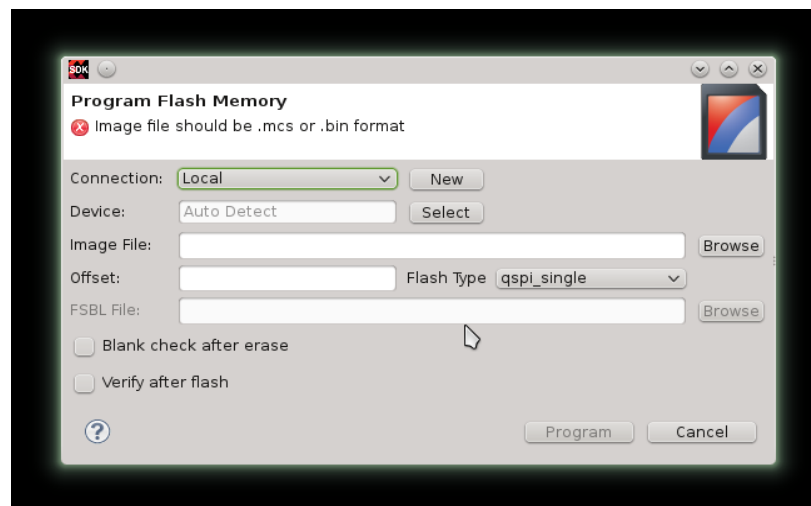 SDK
Program Flash Memory
Image file should be .mcs or .bin format
Connection: Local New
Device: Auto Detect Select
Image File: Browse
Offset: Flash Type qspi_single
FSBL File: Browse
Blank check after erase
Verify after flash
? Program Cancel